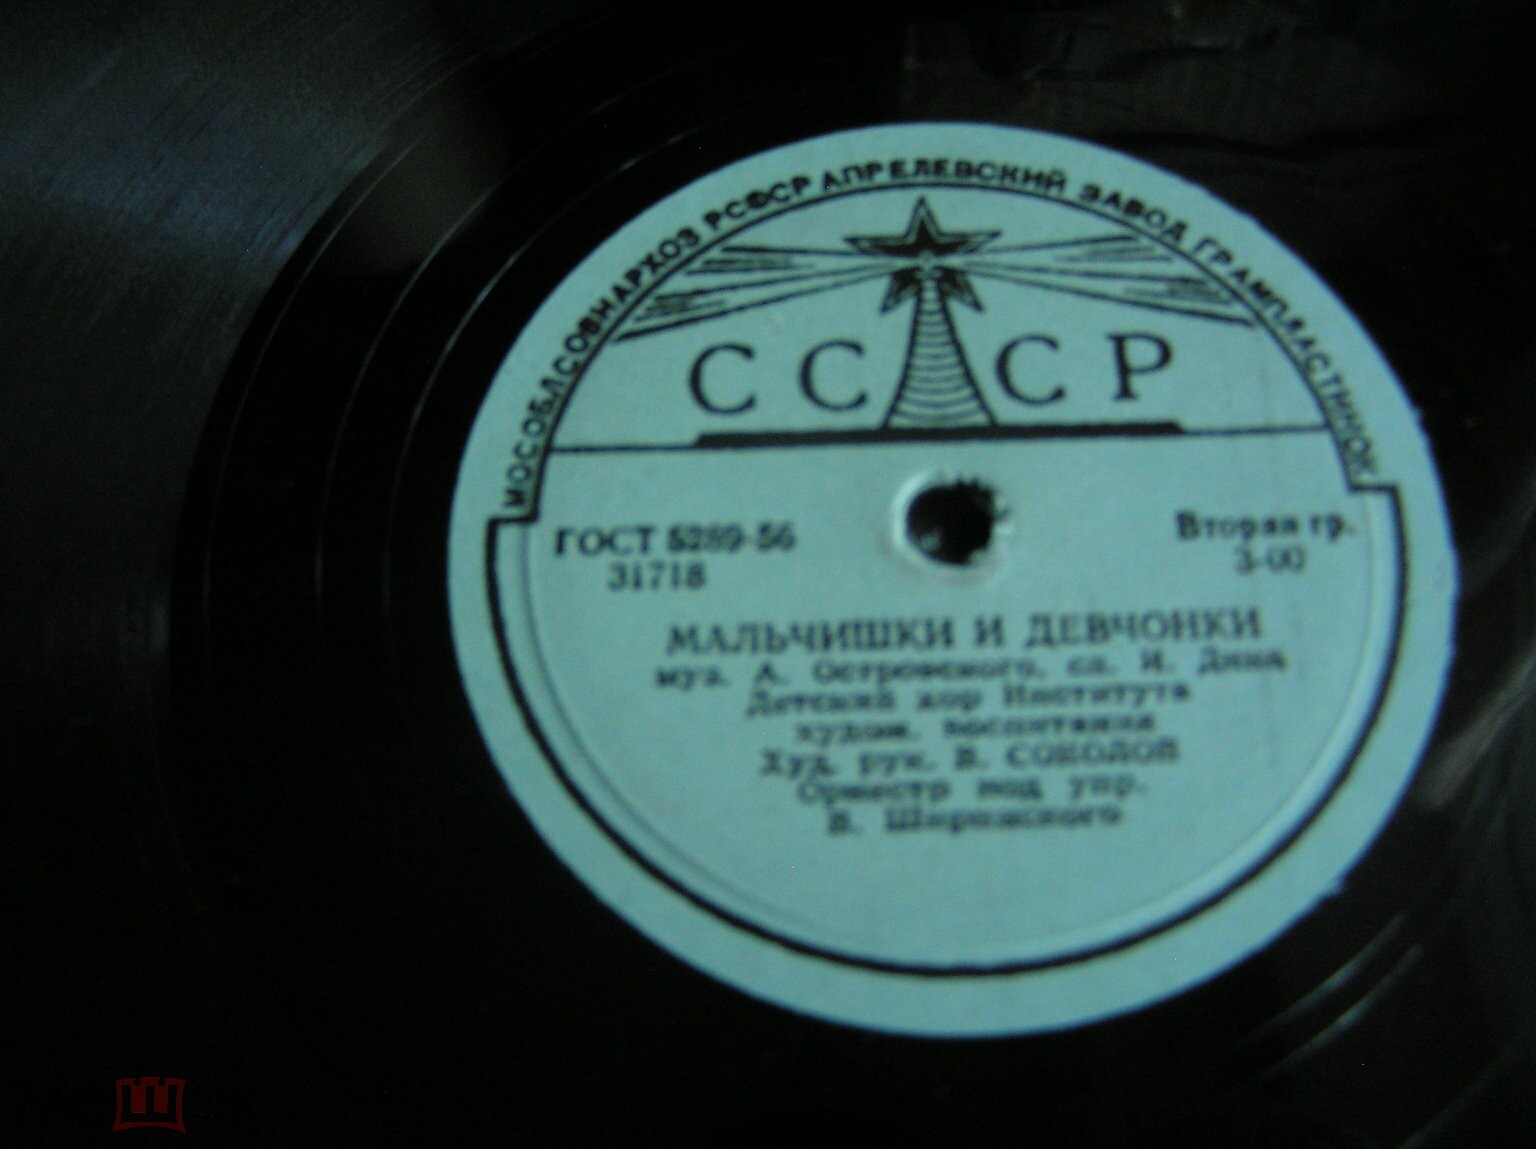 МОСОБЛСОВНАРХОЗ РСФСР АПРЕЛЕВСКИЙ ЗАВОД ГРАМПЛАСТИНОК
СССР
ГОСТ 5289-56
31718
Вторая гр.
3-00
МАЛЬЧИШКИ И ДЕВЧОНКИ
муз. А. Островского, сл. И. Дика
Детский хор Института
худож. воспитания
Худ. рук. В. СОКОЛОВ
Оркестр под упр.
В. Ширинского